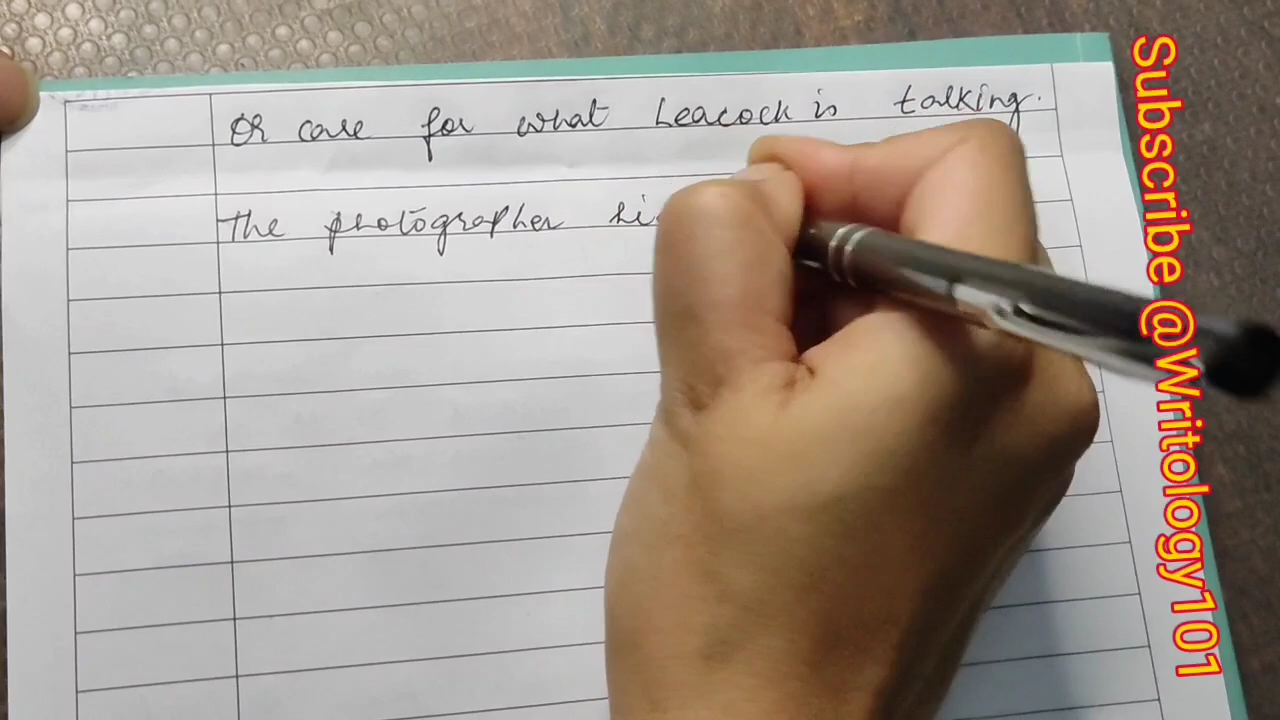 or care for what Leacock is talking.
The photographer
Subscribe @Writology101